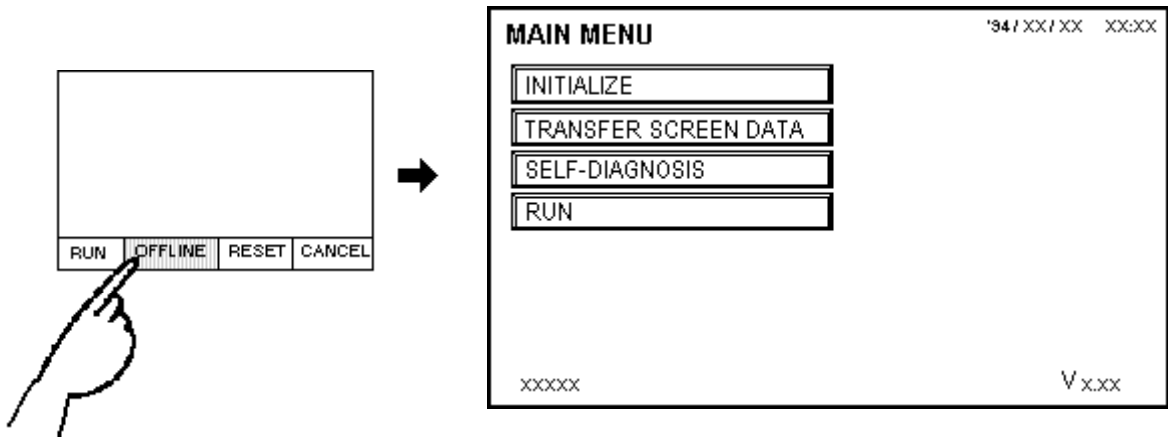 RUN OFFLINE RESET CANCEL
MAIN MENU '94/XX/XX XX:XX
INITIALIZE
TRANSFER SCREEN DATA
SELF-DIAGNOSIS
RUN
XXXXX V X.XX